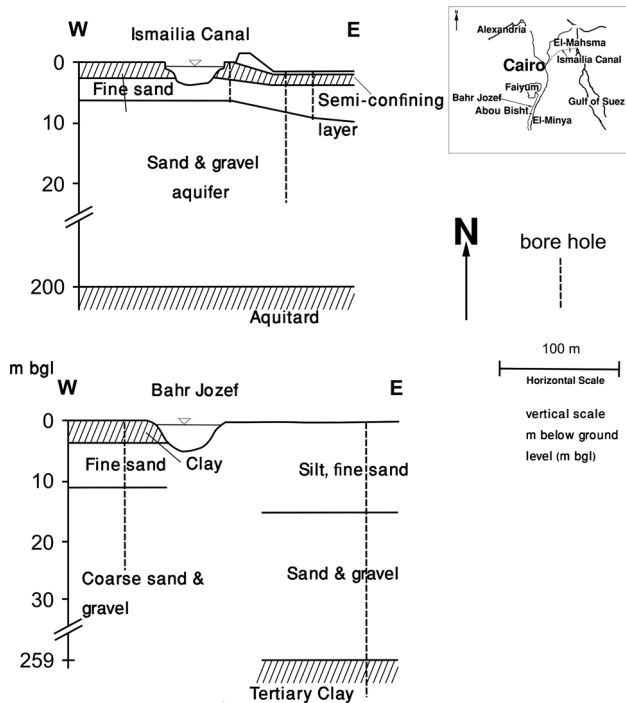 Ismailia Canal
W
E
0
Fine sand
Semi-confining
layer
10
Sand & gravel
aquifer
20
200
Aquitard
Alexandria
El-Mahsma
Cairo
Ismailia Canal
Faiyum
Bahr Jozef
Gulf of Suez
Abou Bisht
El-Minya
N
bore hole
100 m
Horizontal Scale
vertical scale
m below ground
level (m bgl)
m bgl
W
Bahr Jozef
E
0
Fine sand
Clay
Silt, fine sand
10
20
Coarse sand &
gravel
Sand & gravel
30
259
Tertiary Clay